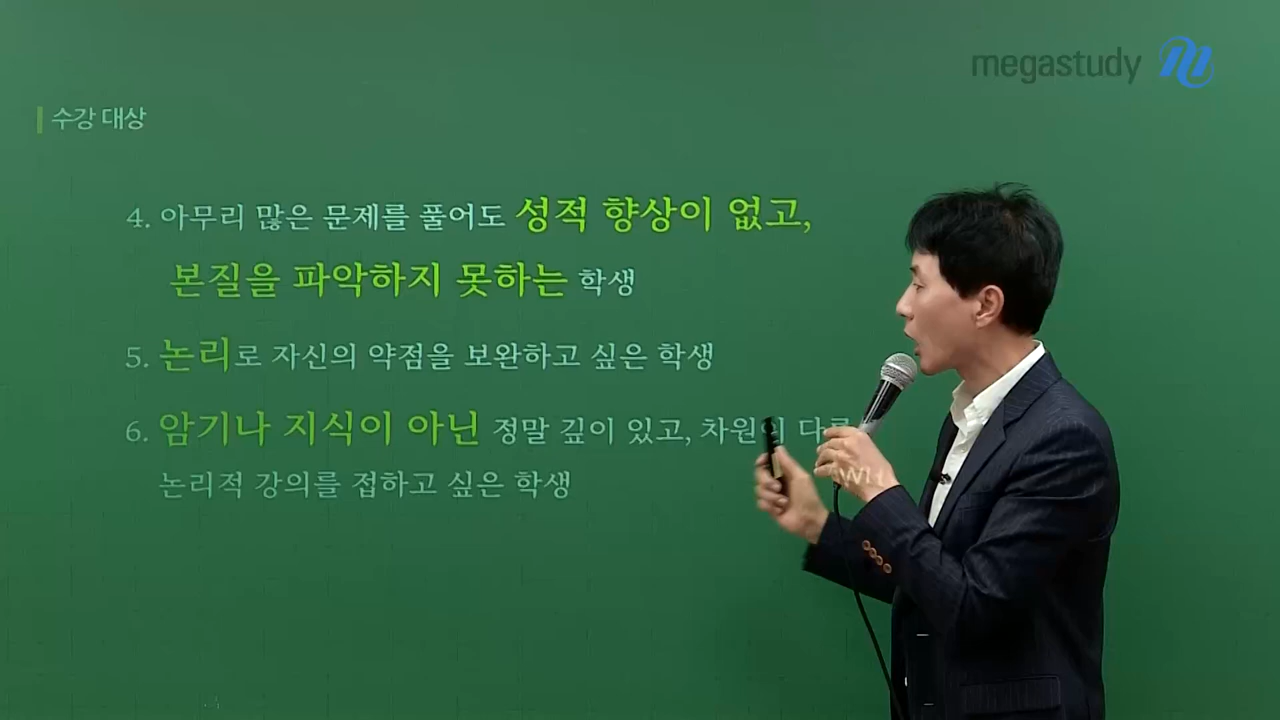 megastudy
수강 대상
4. 아무리 많은 문제를 풀어도 성적 향상이 없고,
본질을 파악하지 못하는 학생
5. 논리로 자신의 약점을 보완하고 싶은 학생
6. 암기나 지식이 아닌 정말 깊이 있고, 차원이
논리적 강의를 접하고 싶은 학생